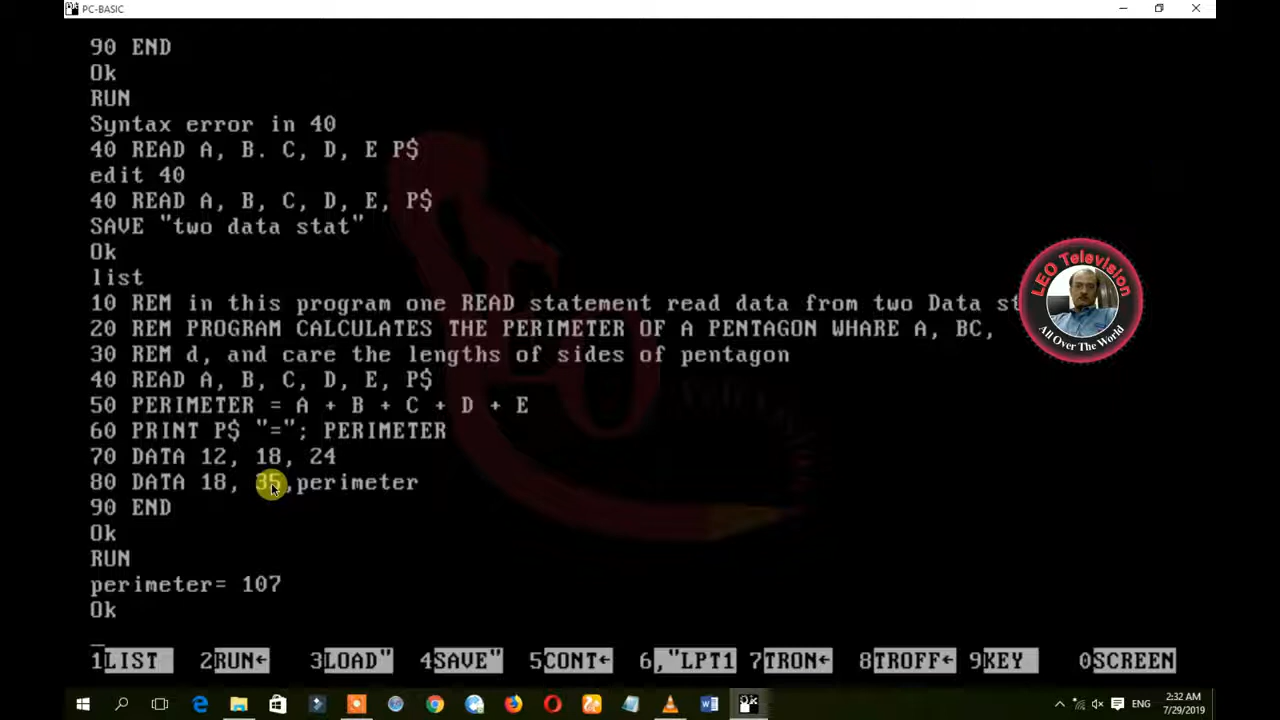 PC-BASIC
90 END
Ok
RUN
Syntax error in 40
40 READ A, B. C, D, E P$
edit 40
40 READ A, B, C, D, E, P$
SAVE "two data stat"
Ok
list
10 REM in this program one READ statement read data from two Data st
20 REM PROGRAM CALCULATES THE PERIMETER OF A PENTAGON WHARE A, BC,
30 REM d, and care the lengths of sides of pentagon
40 READ A, B, C, D, E, P$
50 PERIMETER = A + B + C + D + E
60 PRINT P$ "="; PERIMETER
70 DATA 12, 18, 24
80 DATA 18, 35,perimeter
90 END
Ok
RUN
perimeter= 107
Ok
LEO Television
All Over The World
1LIST 2RUN← 3LOAD" 4SAVE" 5CONT← 6,"LPT1 7TRON← 8TROFF← 9KEY 0SCREEN
ENG
2:32 AM
7/29/2019